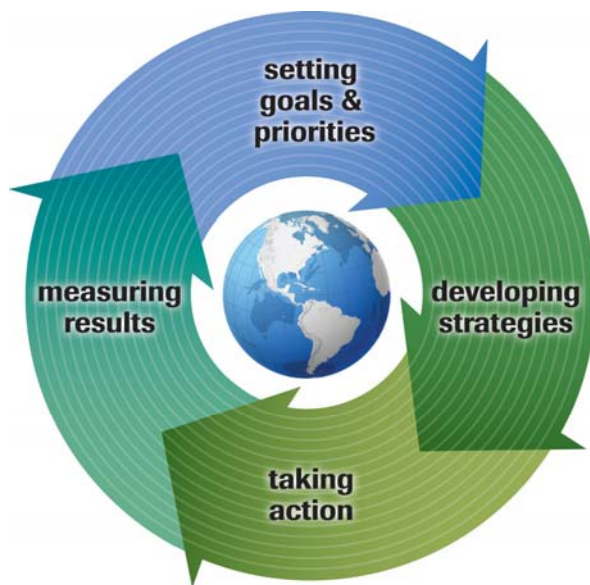 setting
goals &
priorities
developing
strategies
taking
action
measuring
results